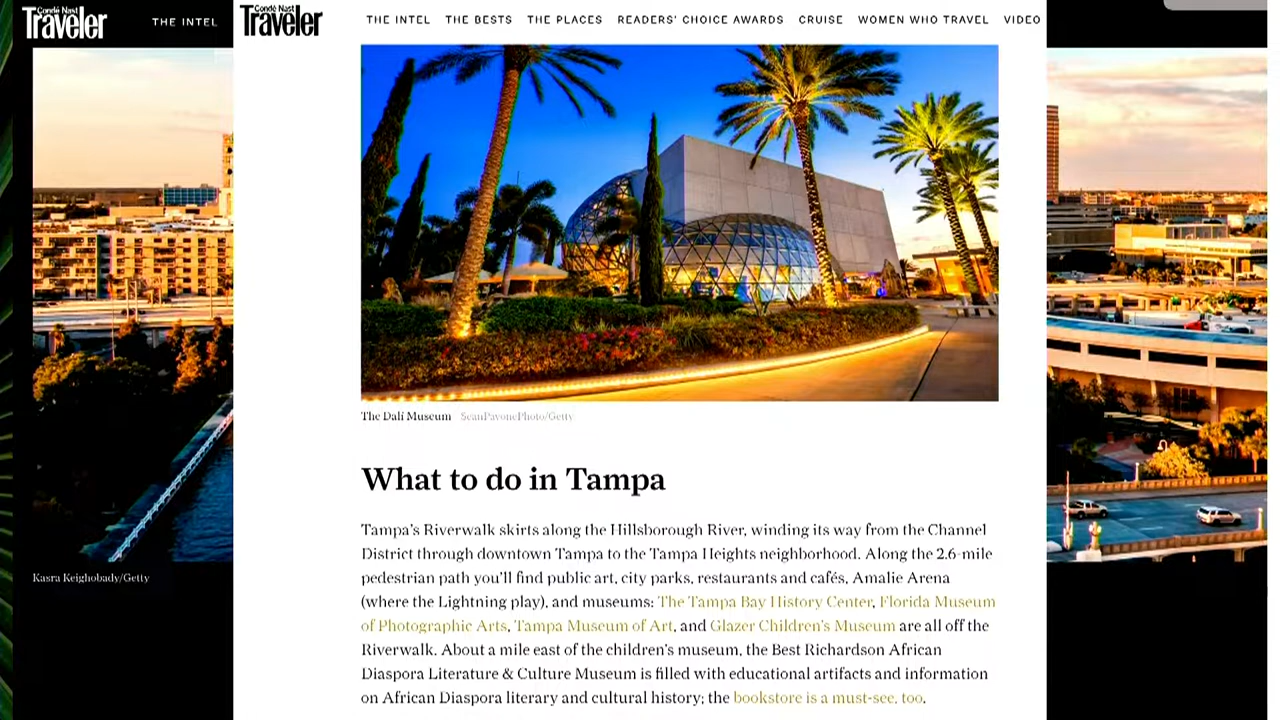 Condé Nast
Traveler
THE INTEL
Condé Nast
Traveler
THE INTEL THE BESTS THE PLACES READERS' CHOICE AWARDS CRUISE WOMEN WHO TRAVEL VIDEO
The Dalí Museum SeanPavonePhoto/Getty
What to do in Tampa
Tampa's Riverwalk skirts along the Hillsborough River, winding its way from the Channel
District through downtown Tampa to the Tampa Heights neighborhood. Along the 2.6-mile
pedestrian path you'll find public art, city parks, restaurants and cafés, Amalie Arena
(where the Lightning play), and museums: The Tampa Bay History Center, Florida Museum
of Photographic Arts, Tampa Museum of Art, and Glazer Children's Museum are all off the
Riverwalk. About a mile east of the children's museum, the Best Richardson African
Diaspora Literature & Culture Museum is filled with educational artifacts and information
on African Diaspora literary and cultural history; the bookstore is a must-see, too.
Kasra Keighobady/Getty